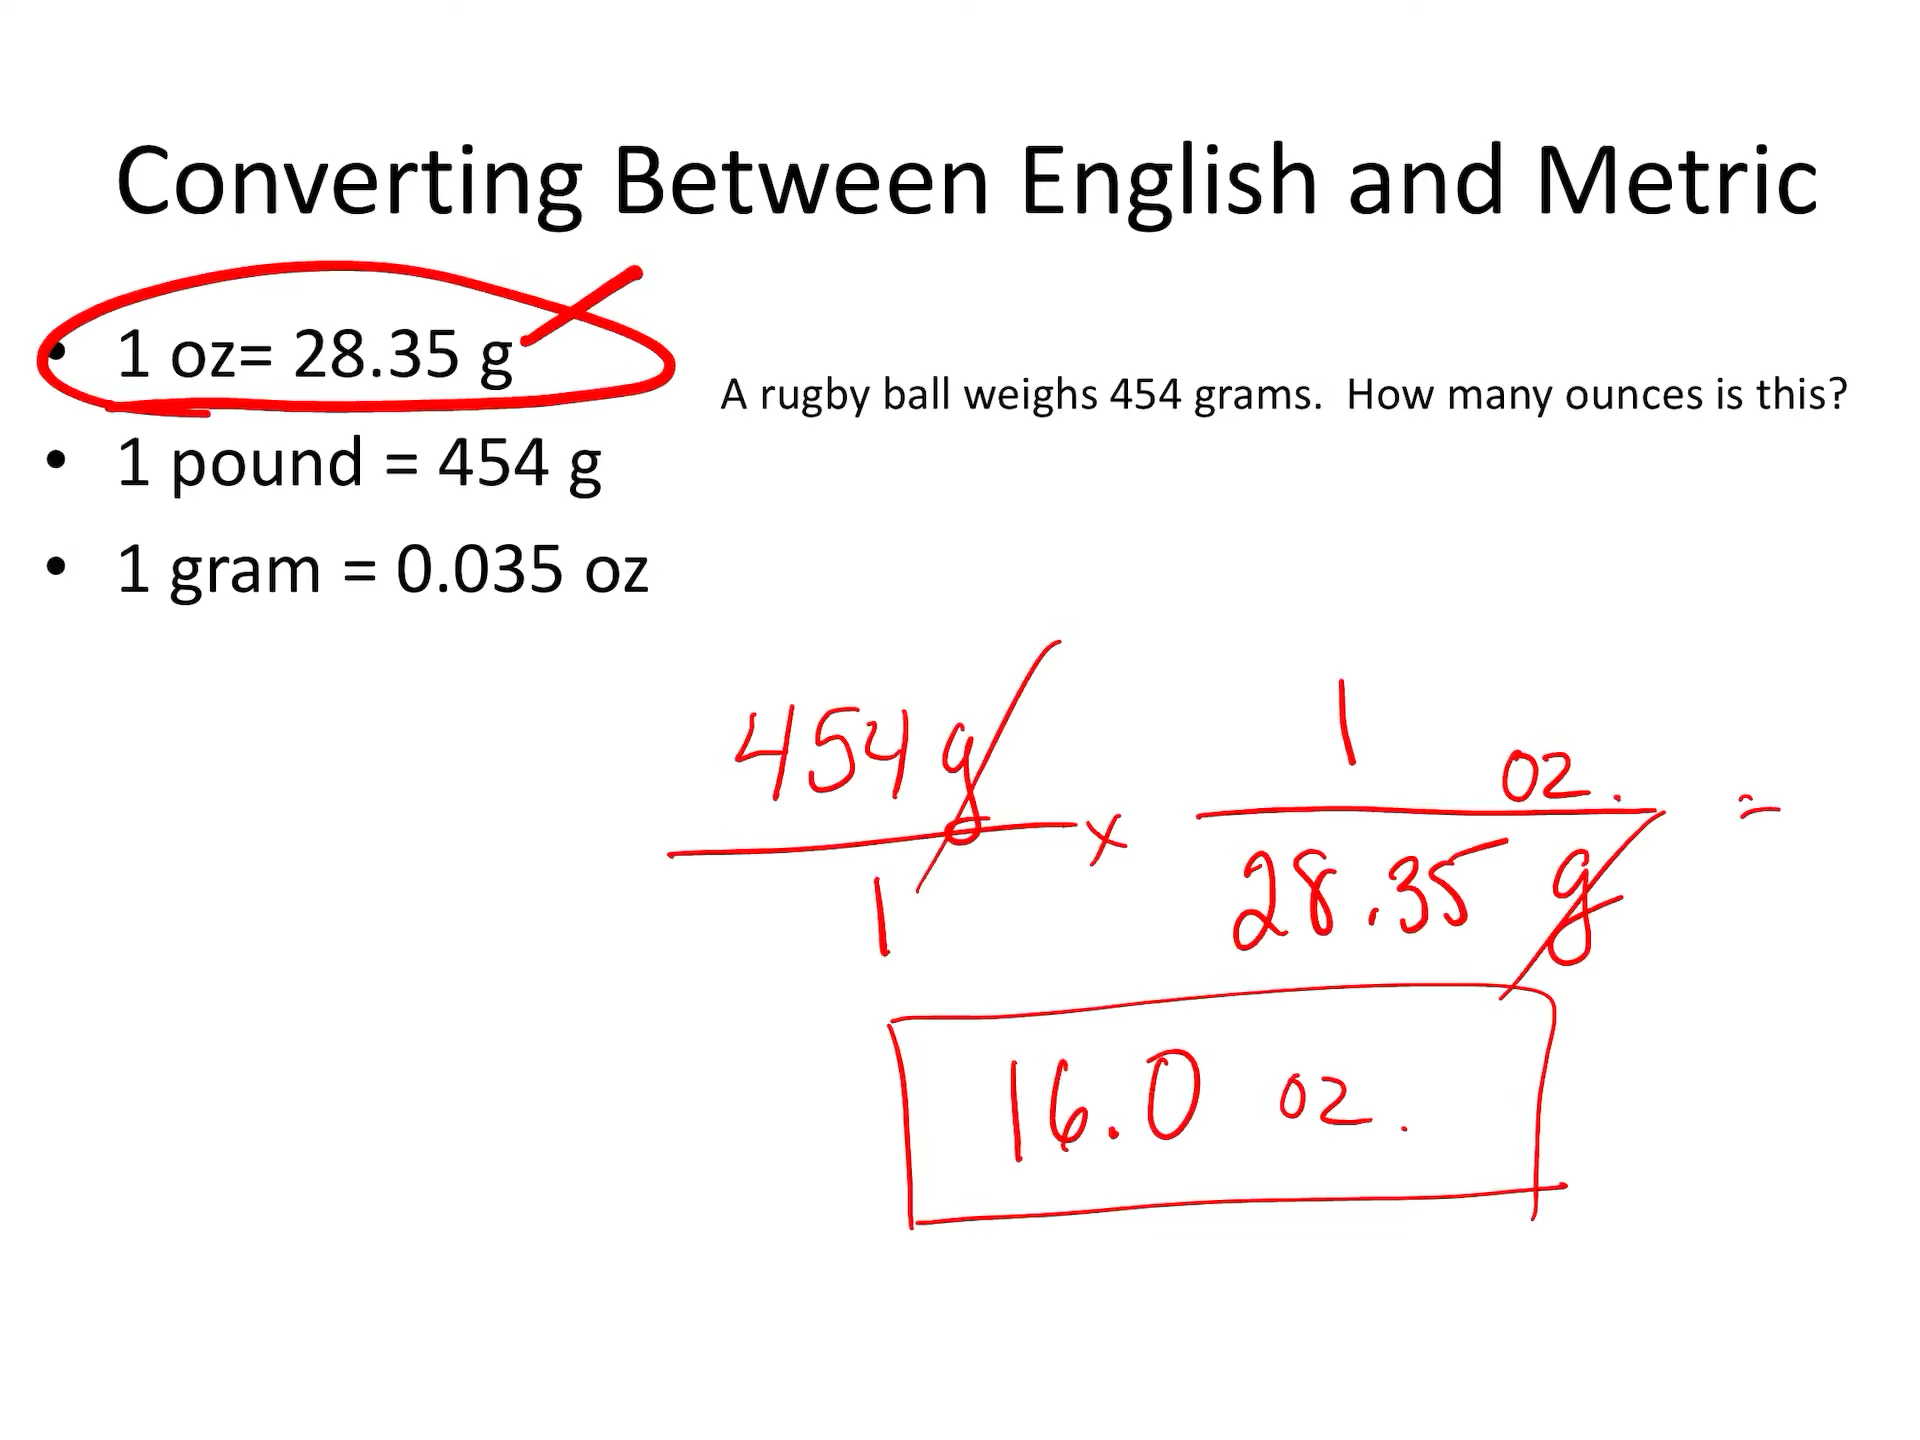 Converting Between English and Metric
• 1 oz= 28.35 g
A rugby ball weighs 454 grams.  How many ounces is this?
• 1 pound = 454 g
• 1 gram = 0.035 oz
454 g
1
x
1 oz.
28.35 g
=
16.0 oz.